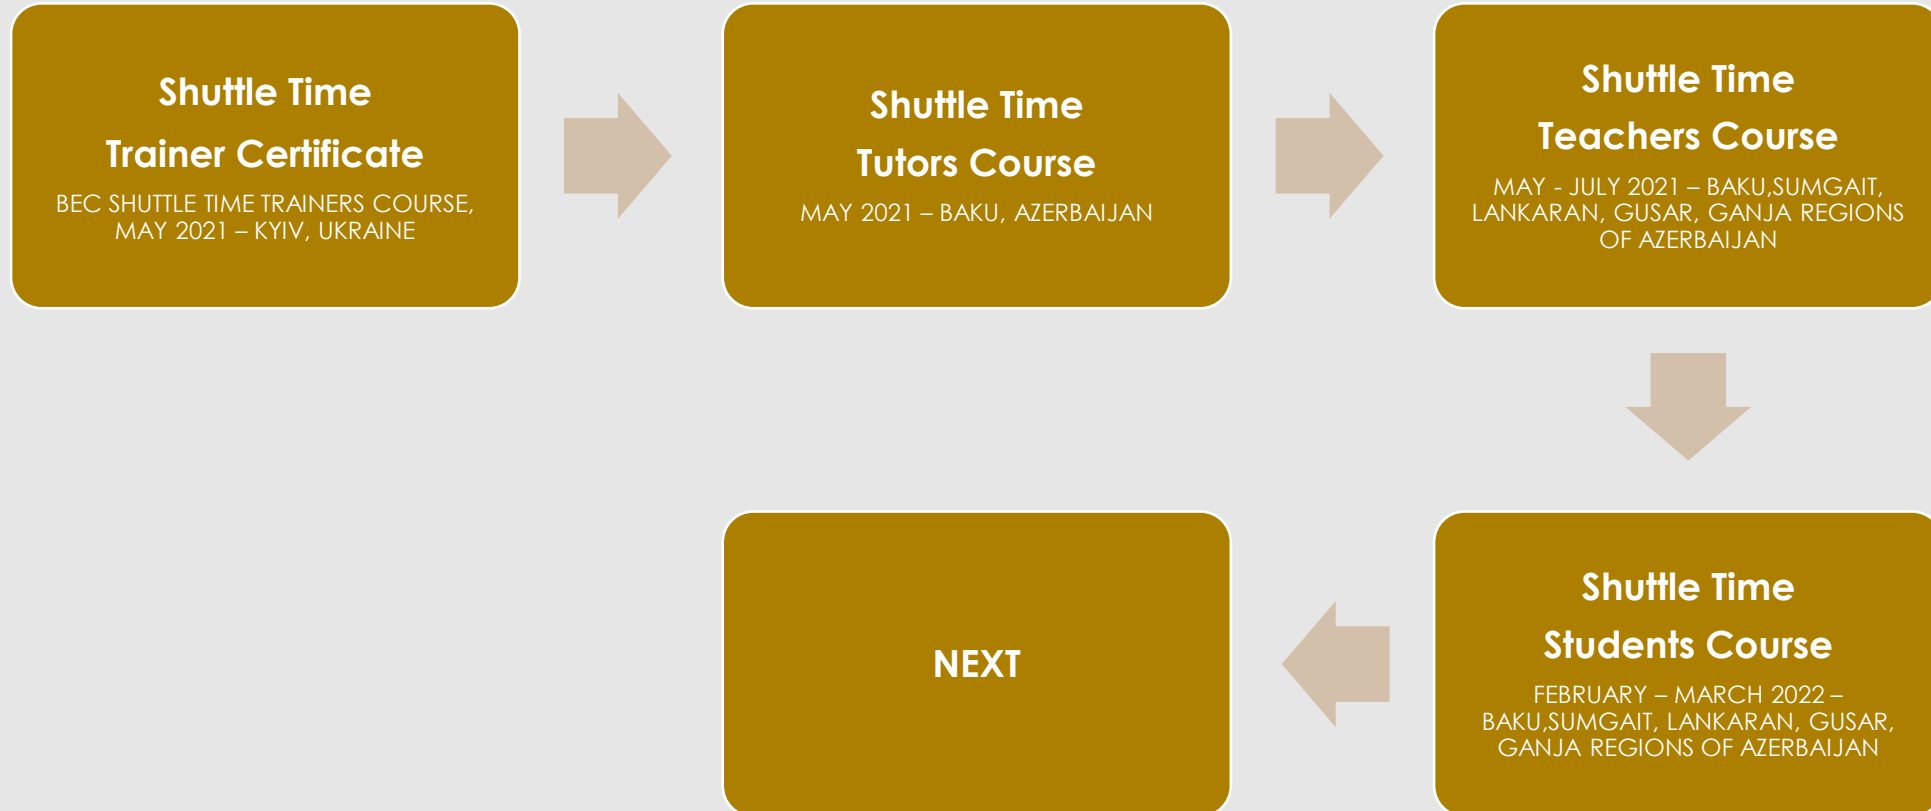 Shuttle Time
Trainer Certificate
BEC SHUTTLE TIME TRAINERS COURSE,
MAY 2021 – KYIV, UKRAINE
Shuttle Time
Tutors Course
MAY 2021 – BAKU, AZERBAIJAN
Shuttle Time
Teachers Course
MAY - JULY 2021 – BAKU,SUMGAIT,
LANKARAN, GUSAR, GANJA REGIONS
OF AZERBAIJAN
Shuttle Time
Students Course
FEBRUARY – MARCH 2022 –
BAKU,SUMGAIT, LANKARAN, GUSAR,
GANJA REGIONS OF AZERBAIJAN
NEXT